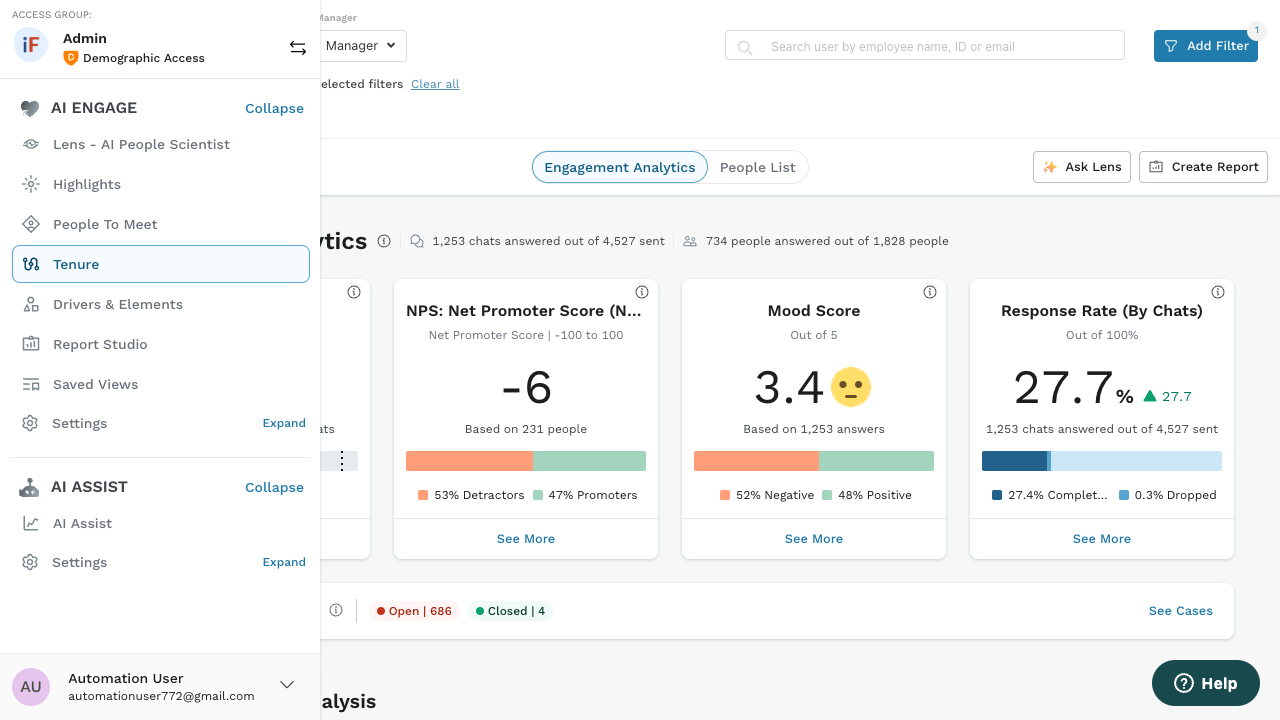 ACCESS GROUP:
iF
Admin
Demographic Access
AI ENGAGE
Collapse
Lens - AI People Scientist
Highlights
People To Meet
Tenure
Drivers & Elements
Report Studio
Saved Views
Settings
Expand
AI ASSIST
Collapse
AI Assist
Settings
Expand
AU
Automation User
automationuser772@gmail.com
Manager
Manager
Search user by employee name, ID or email
Add Filter
1
elected filters
Clear all
Engagement Analytics
People List
Ask Lens
Create Report
ytics
1,253 chats answered out of 4,527 sent
734 people answered out of 1,828 people
ats
NPS: Net Promoter Score (N...
Net Promoter Score | -100 to 100
-6
Based on 231 people
53% Detractors
47% Promoters
See More
Mood Score
Out of 5
3.4
Based on 1,253 answers
52% Negative
48% Positive
See More
Response Rate (By Chats)
Out of 100%
27.7%
27.7
1,253 chats answered out of 4,527 sent
27.4% Complet...
0.3% Dropped
See More
Open | 686
Closed | 4
See Cases
alysis
Help